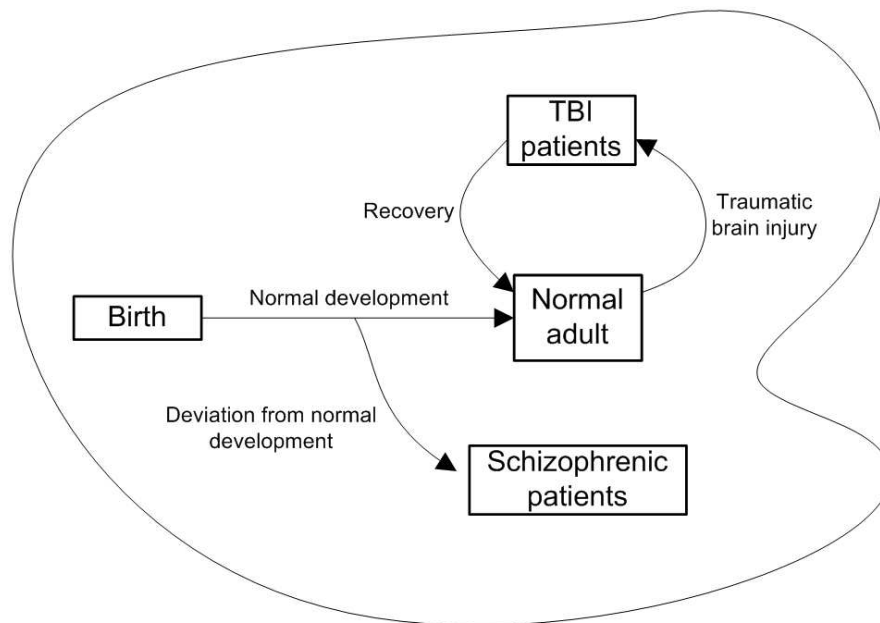 TBI
patients
Recovery
Traumatic
brain injury
Birth
Normal development
Normal
adult
Deviation from normal
development
Schizophrenic
patients